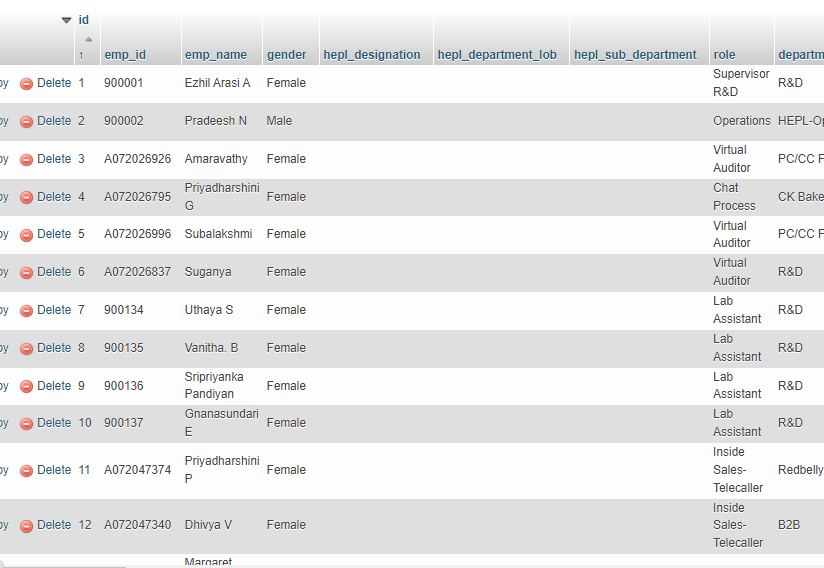 id
1
emp_id emp_name gender hepl_designation hepl_department_lob hepl_sub_department role departm
py Delete 1 900001 Ezhil Arasi A Female Supervisor R&D
R&D
py Delete 2 900002 Pradeesh N Male Operations HEPL-Op
py Delete 3 A072026926 Amaravathy Female Virtual PC/CC F
Auditor
py Delete 4 A072026795 Priyadharshini Female Chat CK Bake
G Process
py Delete 5 A072026996 Subalakshmi Female Virtual PC/CC F
Auditor
py Delete 6 A072026837 Suganya Female Virtual R&D
Auditor
py Delete 7 900134 Uthaya S Female Lab R&D
Assistant
py Delete 8 900135 Vanitha. B Female Lab R&D
Assistant
py Delete 9 900136 Sripriyanka Female Lab R&D
Pandiyan Assistant
py Delete 10 900137 Gnanasundari Female Lab R&D
E Assistant
py Delete 11 A072047374 Priyadharshini Female Inside Redbelly
P Sales-
Telecaller
py Delete 12 A072047340 Dhivya V Female Inside B2B
Sales-
Telecaller
Margaret